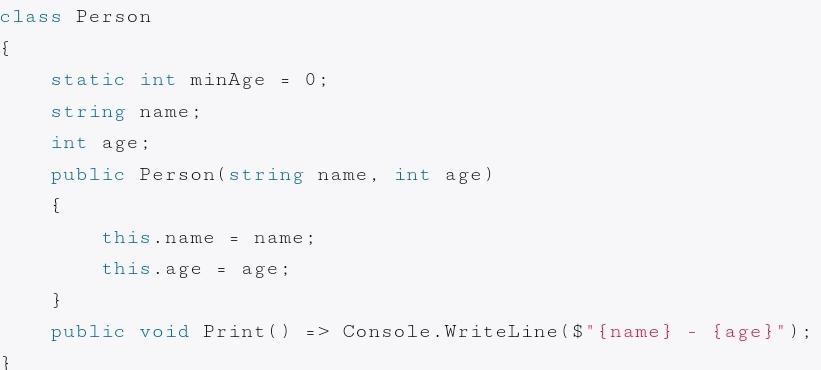 class Person
{
    static int minAge = 0;
    string name;
    int age;
    public Person(string name, int age)
    {
        this.name = name;
        this.age = age;
    }
    public void Print() => Console.WriteLine($"{name} - {age}");
}